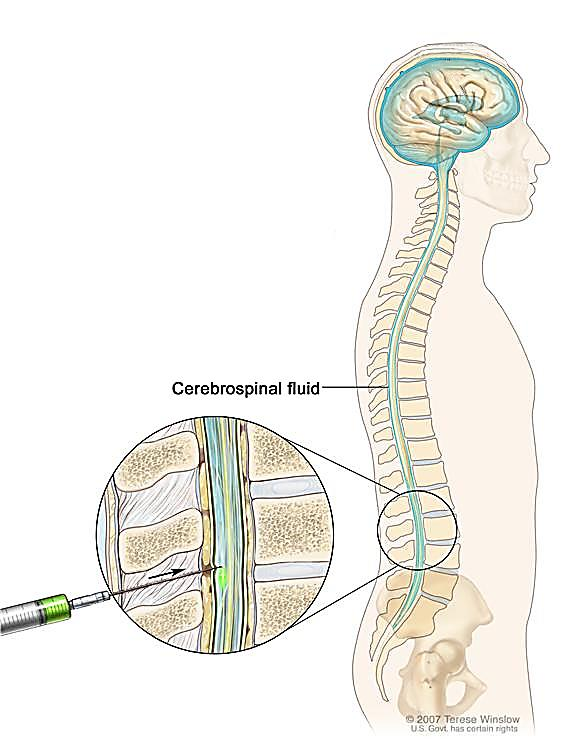 Cerebrospinal fluid
© 2007 Terese Winslow
U.S. Govt. has certain rights